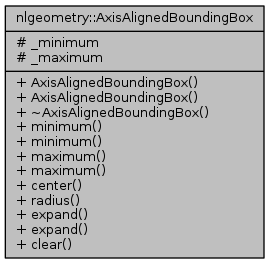 nlgeometry::AxisAlignedBoundingBox
# _minimum
# _maximum
+ AxisAlignedBoundingBox()
+ AxisAlignedBoundingBox()
+ ~AxisAlignedBoundingBox()
+ minimum()
+ minimum()
+ maximum()
+ maximum()
+ center()
+ radius()
+ expand()
+ expand()
+ clear()